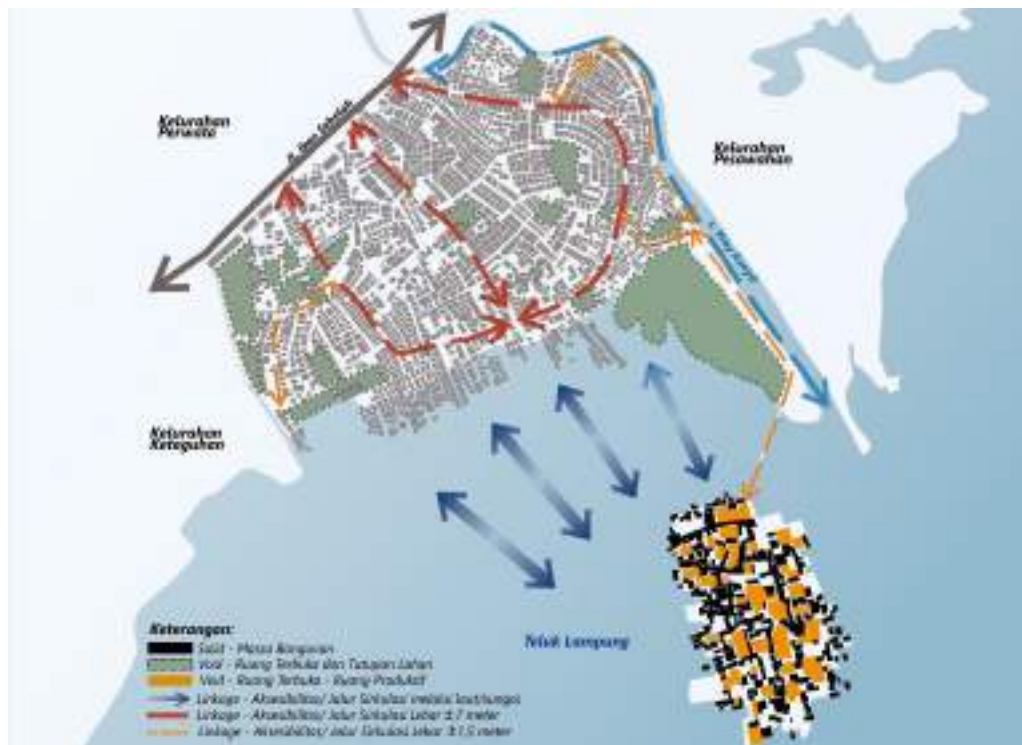 Kelurahan
Perwata
Kelurahan
Pesawahan
Kelurahan
Keteguhan
Teluk Lampung
Keterangan:
Solid - Massa Bangunan
Void - Ruang Terbuka dan Tutupan Lahan
Void - Ruang Terbuka - Ruang Produktif
Linkage - Aksesibilitas/ Jalur Sirkulasi melalui laut/sungai
Linkage - Aksesibilitas/ Jalur Sirkulasi Lebar ±7 meter
Linkage - Aksesibilitas/ Jalur Sirkulasi Lebar ±1,5 meter